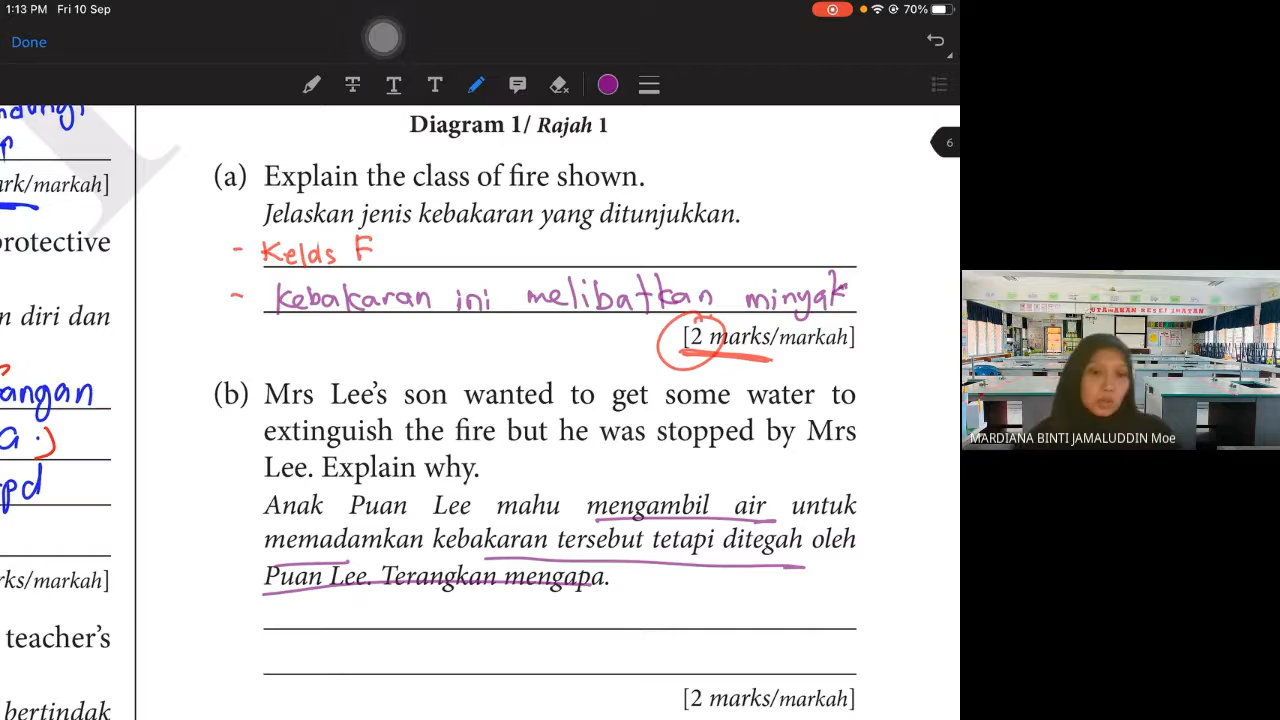 1:13 PM Fri 10 Sep
70%
Done
T T T
6
ark/markah]
protective
n diri dan
angan
a.j
pd
rks/markah]
teacher's
bertindak
Diagram 1/ Rajah 1
(a) Explain the class of fire shown.
Jelaskan jenis kebakaran yang ditunjukkan.
- Kelas F
- kebakaran ini melibatkan minyak
[2 marks/markah]
(b) Mrs Lee's son wanted to get some water to
extinguish the fire but he was stopped by Mrs
Lee. Explain why.
Anak Puan Lee mahu mengambil air untuk
memadamkan kebakaran tersebut tetapi ditegah oleh
Puan Lee. Terangkan mengapa.
[2 marks/markah]
UTAMAKAN KESELAMATAN
MARDIANA BINTI JAMALUDDIN Moe